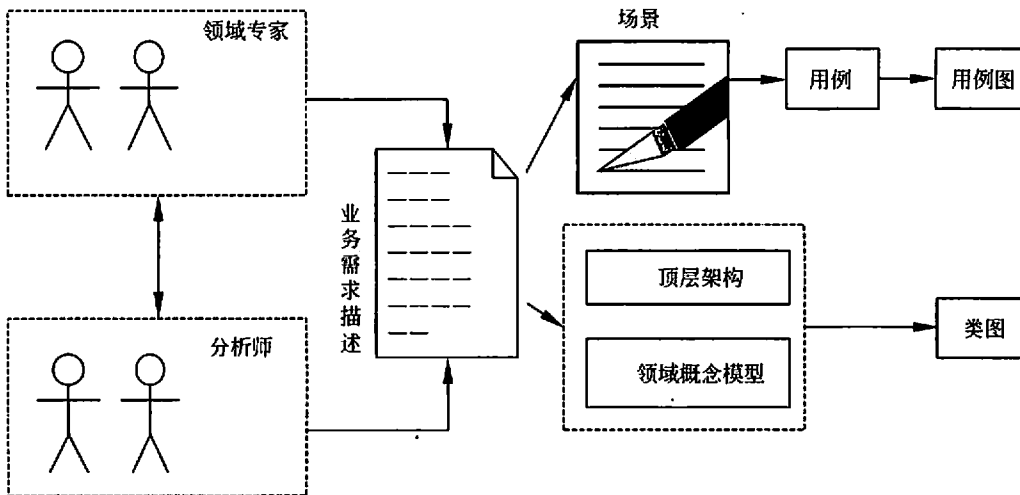 领域专家
场景
用例
用例图
业务需求描述
顶层架构
领域概念模型
类图
分析师